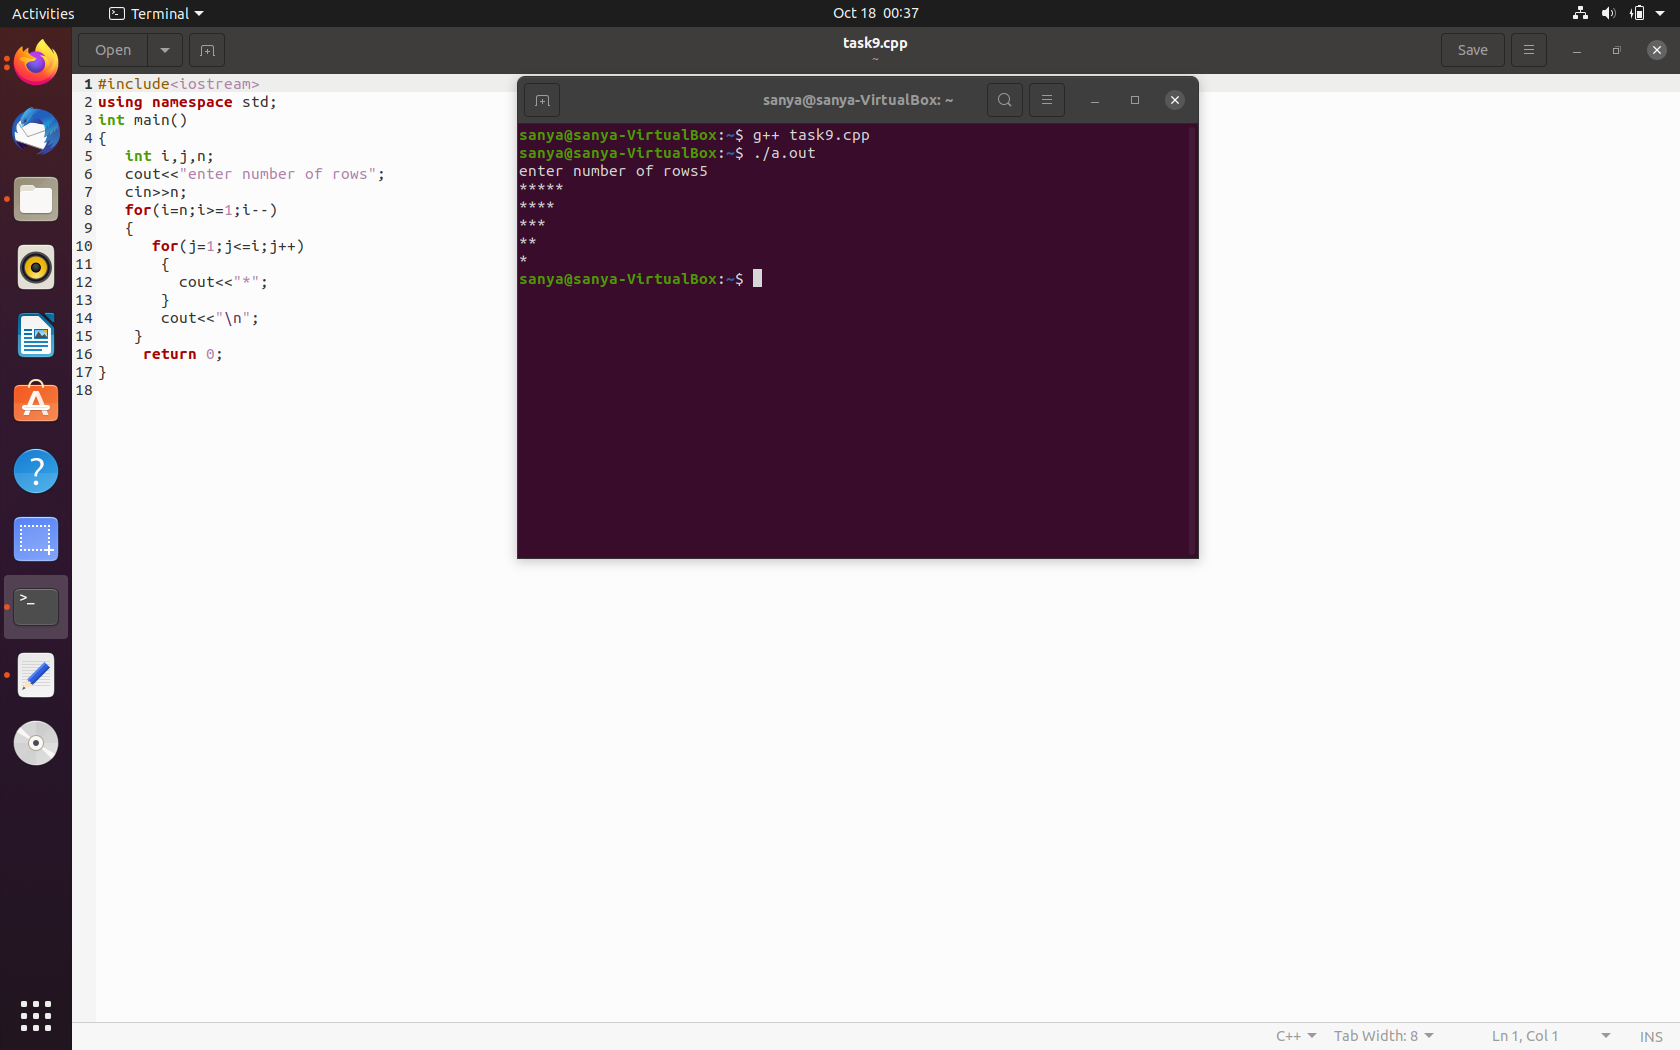 Activities
Terminal
Oct 18 00:37
Open
task9.cpp
~
Save
1 #include<iostream>
2 using namespace std;
3 int main()
4 {
5    int i,j,n;
6    cout<<"enter number of rows";
7    cin>>n;
8    for(i=n;i>=1;i--)
9    {
10      for(j=1;j<=i;j++)
11       {
12         cout<<"*";
13       }
14       cout<<"\n";
15    }
16     return 0;
17 }
18
sanya@sanya-VirtualBox: ~
sanya@sanya-VirtualBox:~$ g++ task9.cpp
sanya@sanya-VirtualBox:~$ ./a.out
enter number of rows5
*****
****
***
**
*
sanya@sanya-VirtualBox:~$
C++ Tab Width: 8 Ln 1, Col 1 INS